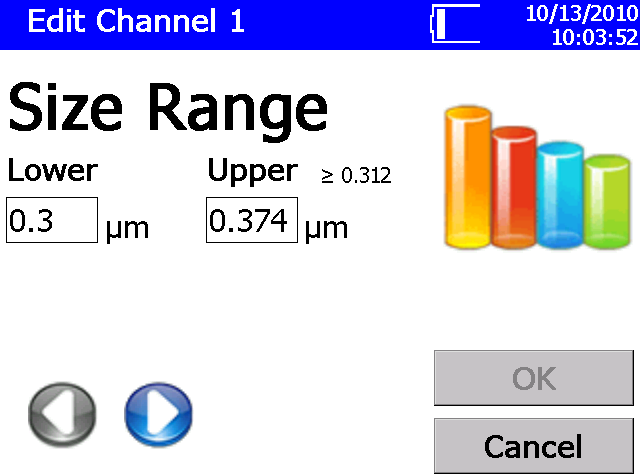 Edit Channel 1
10/13/2010
10:03:52
Size Range
Lower Upper ≥ 0.312
0.3 µm 0.374 µm
OK
Cancel